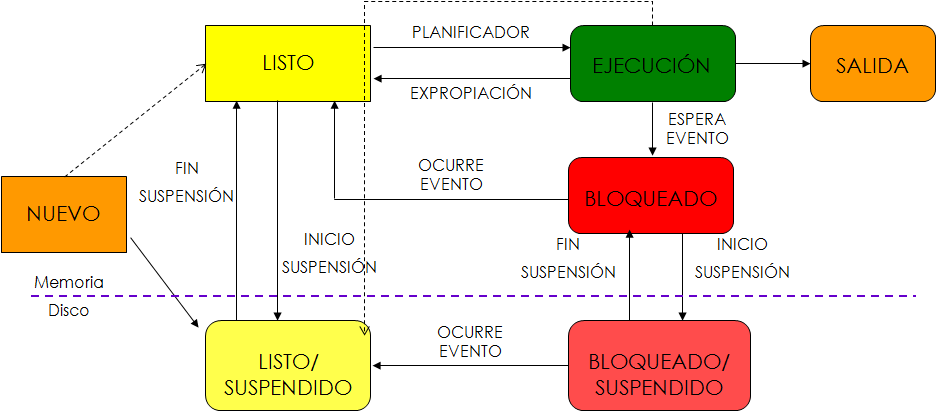 PLANIFICADOR
LISTO
EJECUCIÓN
SALIDA
EXPROPIACIÓN
ESPERA
EVENTO
FIN
SUSPENSIÓN
OCURRE
EVENTO
BLOQUEADO
NUEVO
INICIO
SUSPENSIÓN
FIN
SUSPENSIÓN
INICIO
SUSPENSIÓN
Memoria
Disco
LISTO/
SUSPENDIDO
OCURRE
EVENTO
BLOQUEADO/
SUSPENDIDO